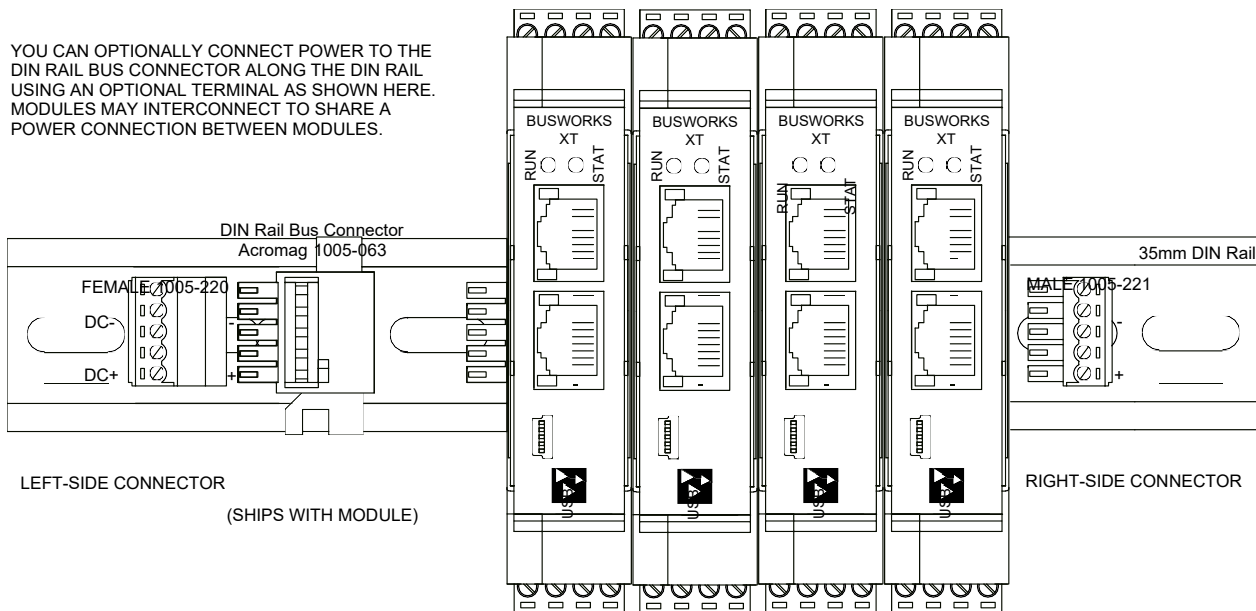 YOU CAN OPTIONALLY CONNECT POWER TO THE
DIN RAIL BUS CONNECTOR ALONG THE DIN RAIL
USING AN OPTIONAL TERMINAL AS SHOWN HERE.
MODULES MAY INTERCONNECT TO SHARE A
POWER CONNECTION BETWEEN MODULES.
BUSWORKS
XT
RUN
STAT
BUSWORKS
XT
RUN
STAT
BUSWORKS
XT
RUN
STAT
BUSWORKS
XT
RUN
STAT
DIN Rail Bus Connector
Acromag 1005-063
35mm DIN Rail
FEMALE 1005-220
MALE 1005-221
DC-
-
-
DC+
+
+
LEFT-SIDE CONNECTOR
RIGHT-SIDE CONNECTOR
(SHIPS WITH MODULE)